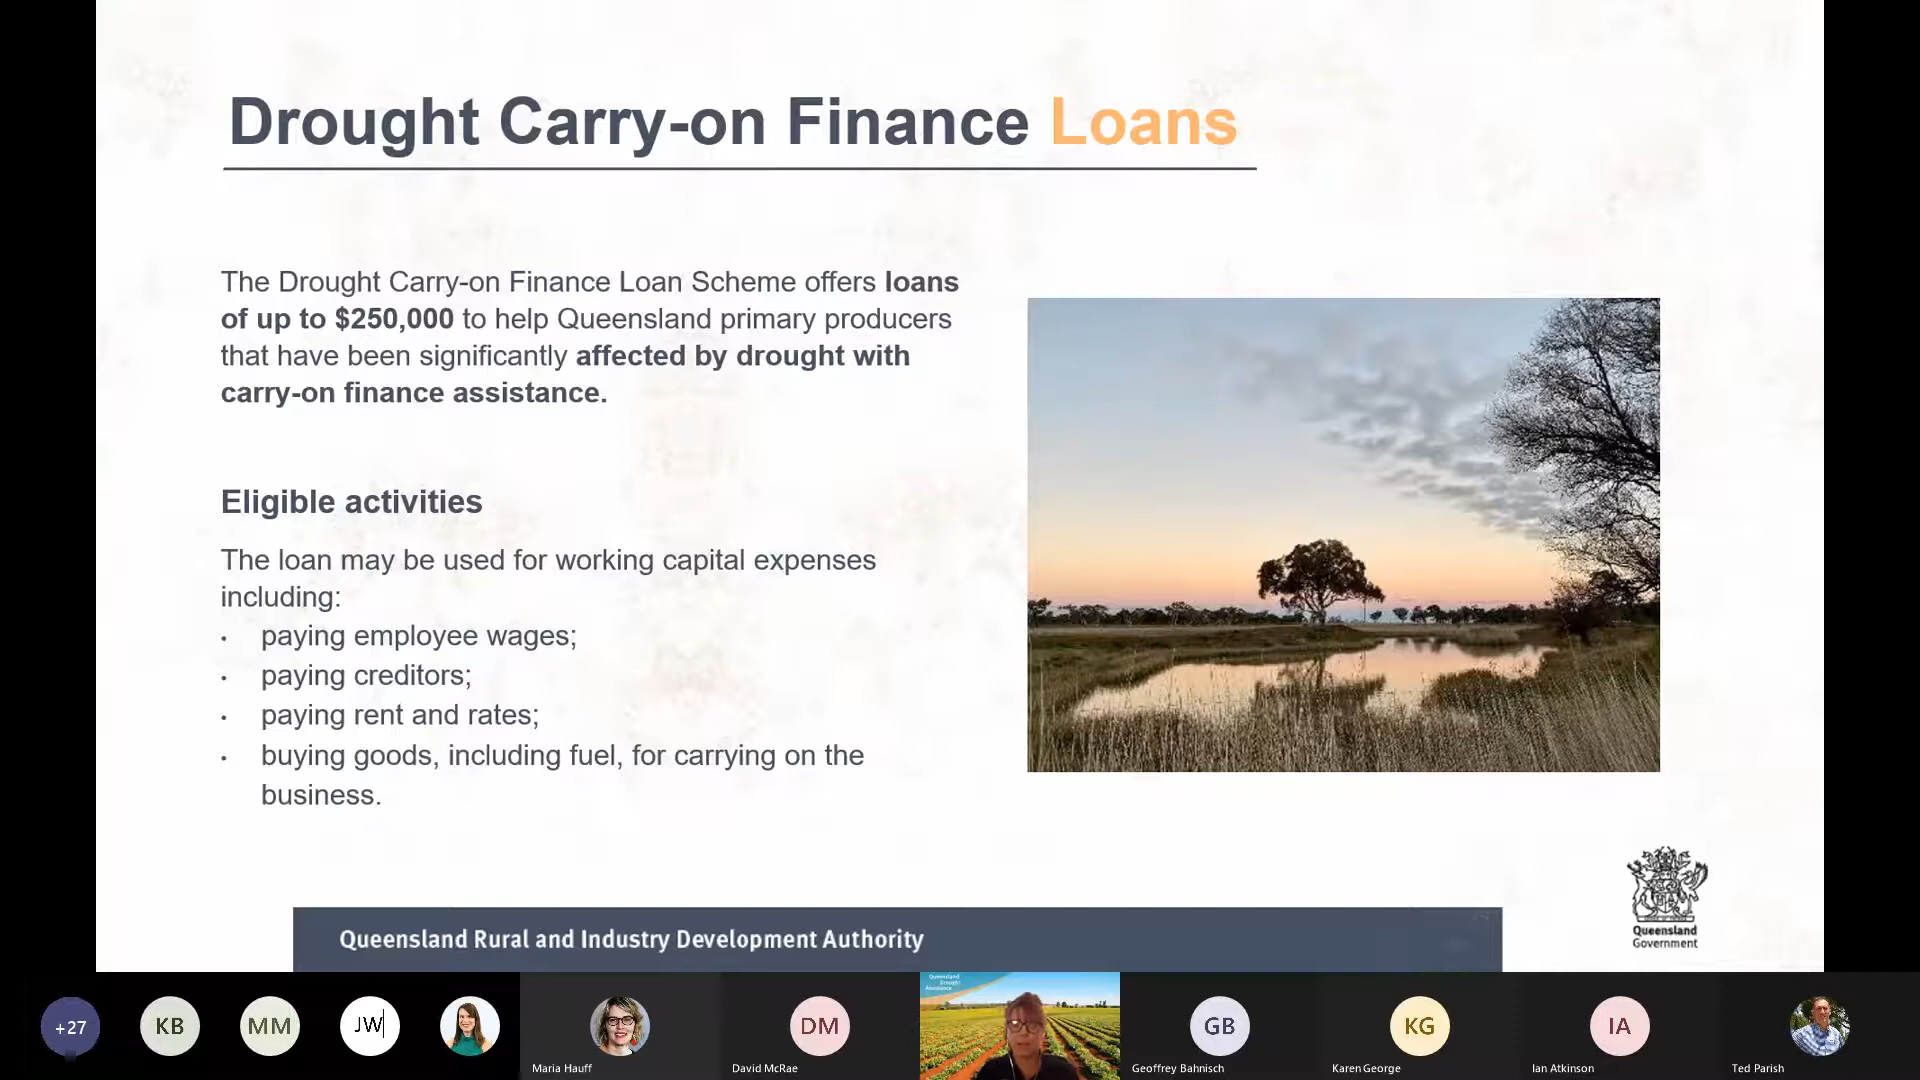 Drought Carry-on Finance Loans
The Drought Carry-on Finance Loan Scheme offers loans
of up to $250,000 to help Queensland primary producers
that have been significantly affected by drought with
carry-on finance assistance.
Eligible activities
The loan may be used for working capital expenses
including:
• paying employee wages;
• paying creditors;
• paying rent and rates;
• buying goods, including fuel, for carrying on the
business.
Queensland
Government
Queensland Rural and Industry Development Authority
+27
KB
MM
JW
Maria Hauff
DM
David McRae
Queensland
Drought
Assistance
GB
Geoffrey Bahnisch
KG
Karen George
IA
Ian Atkinson
Ted Parish